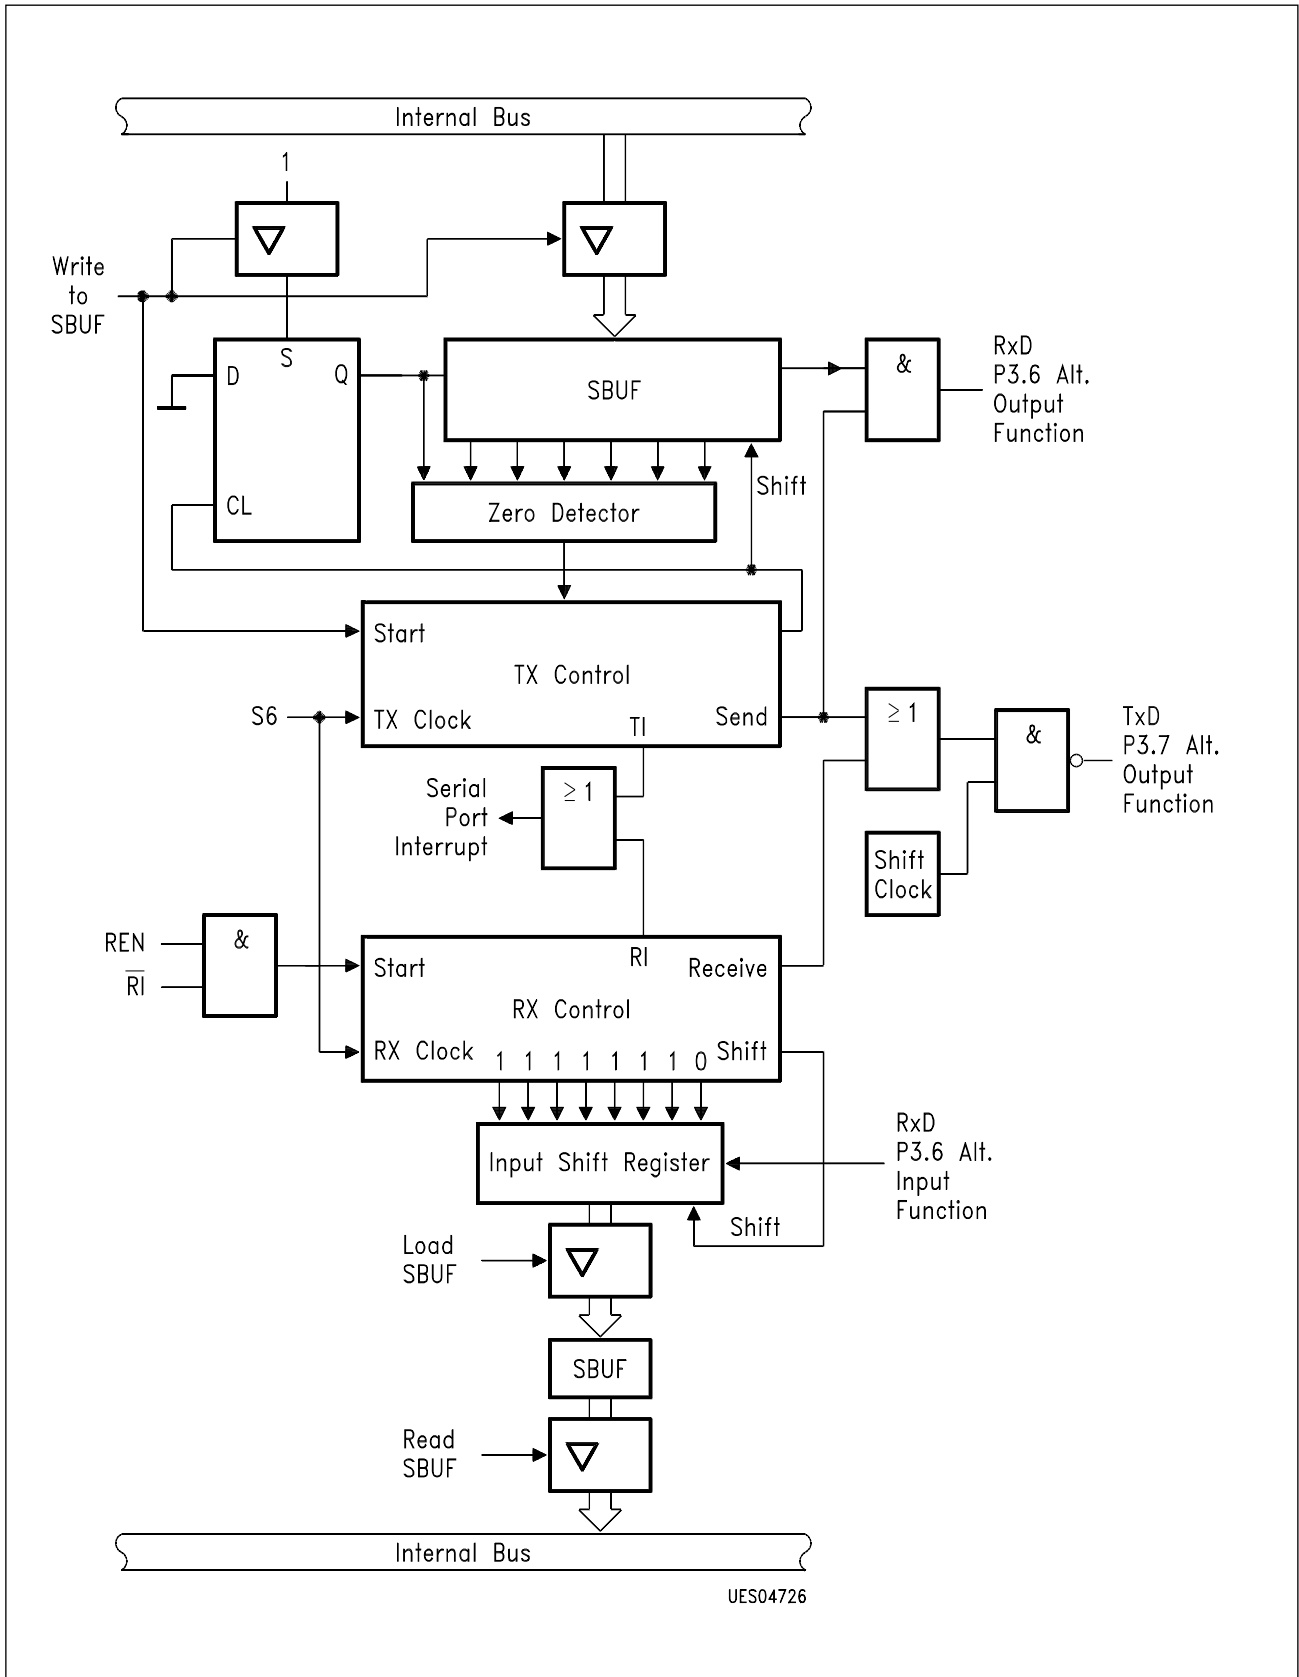 Internal Bus
1
Write
to
SBUF
S
D
Q
CL
SBUF
&
RxD
P3.6 Alt.
Output
Function
Shift
Zero Detector
Start
TX Control
S6
TX Clock
TI
Send
≥ 1
&
TxD
P3.7 Alt.
Output
Function
Serial
Port
Interrupt
≥ 1
Shift
Clock
REN
R̅I̅
&
Start
RI
Receive
RX Control
RX Clock
1 1 1 1 1 1 1 0
Shift
Input Shift Register
RxD
P3.6 Alt.
Input
Function
Shift
Load
SBUF
SBUF
Read
SBUF
Internal Bus
UES04726